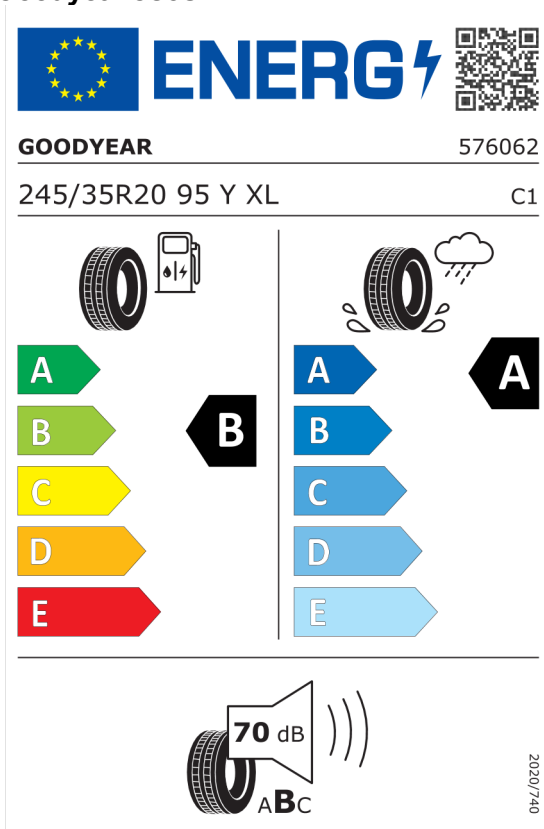 ENERG
GOODYEAR 576062
245/35R20 95 Y XL C1
A A A
B B B
C C
D D
E E
70 dB
ABC
2020/740